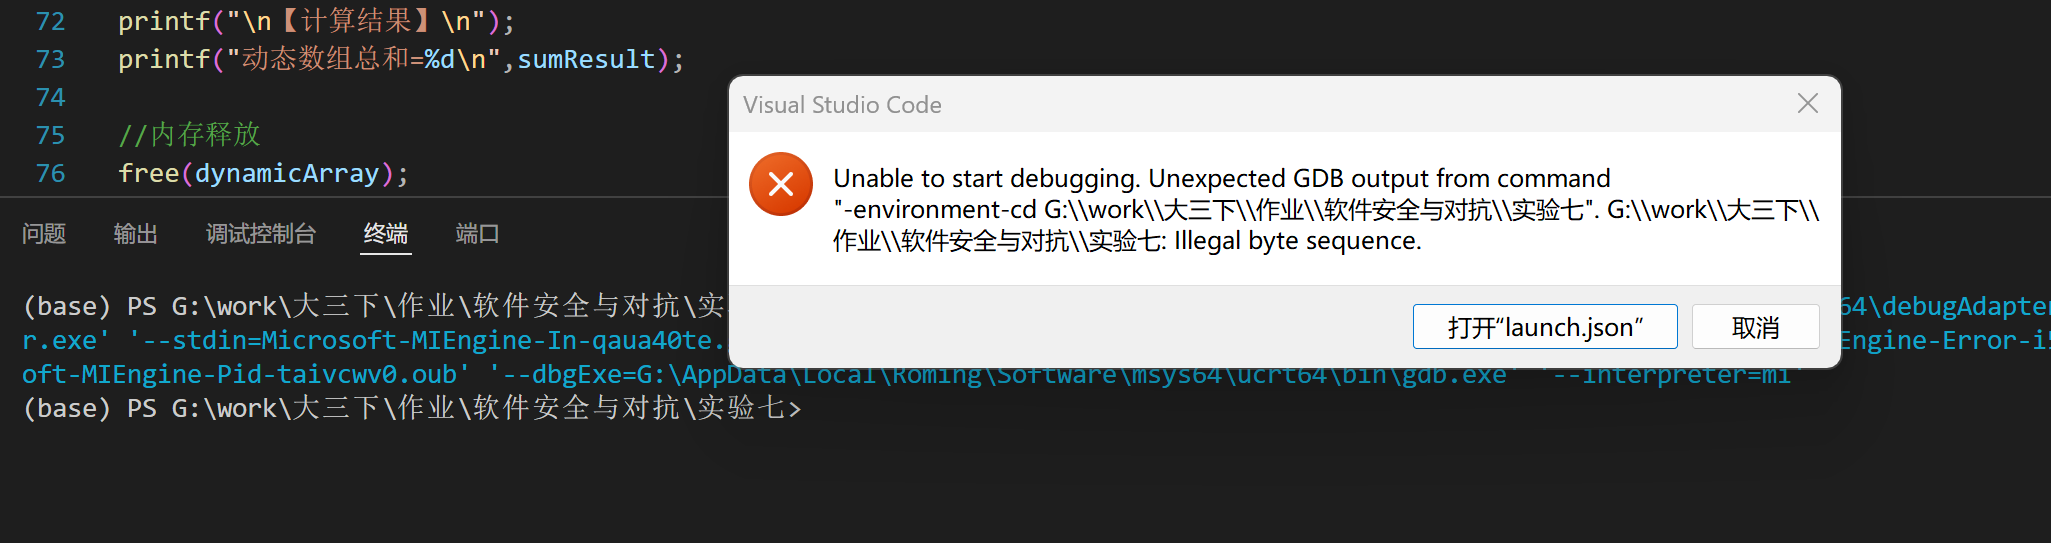 72 printf("\n【计算结果】\n");
73 printf("动态数组总和=%d\n",sumResult);
74
75 //内存释放
76 free(dynamicArray);
Visual Studio Code
Unable to start debugging. Unexpected GDB output from command
"-environment-cd G:\\work\\大三下\\作业\\软件安全与对抗\\实验七". G:\\work\\大三下\\
作业\\软件安全与对抗\\实验七: Illegal byte sequence.
打开“launch.json”
取消
问题 输出 调试控制台 终端 端口
(base) PS G:\work\大三下\作业\软件安全与对抗\实 64\debugAdapter
r.exe' '--stdin=Microsoft-MIEngine-In-qaua40te. Engine-Error-i
oft-MIEngine-Pid-taivcwv0.oub' '--dbgExe=G:\AppData\Local\Roming\Software\msys64\ucrt64\bin\gdb.exe' '--interpreter=mi'
(base) PS G:\work\大三下\作业\软件安全与对抗\实验七>